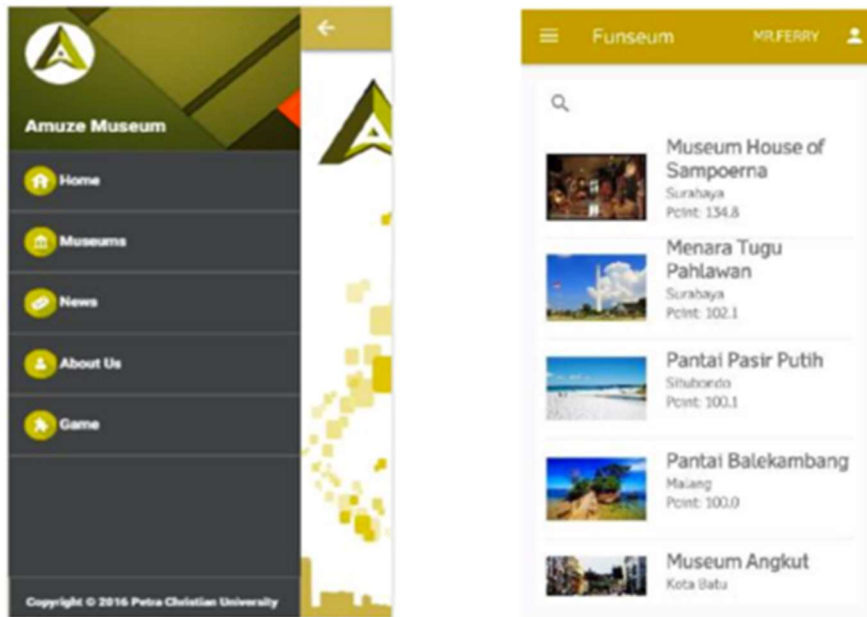 Amuze Museum
Home
Museums
News
About Us
Game
Copyright © 2016 Petra Christian University
Funseum
MR.FERRY
Museum House of
Sampoerna
Surabaya
Point: 134.8
Menara Tugu
Pahlawan
Surabaya
Point: 102.1
Pantai Pasir Putih
Situbondo
Point: 100.1
Pantai Balekambang
Malang
Point: 100.0
Museum Angkut
Kota Batu